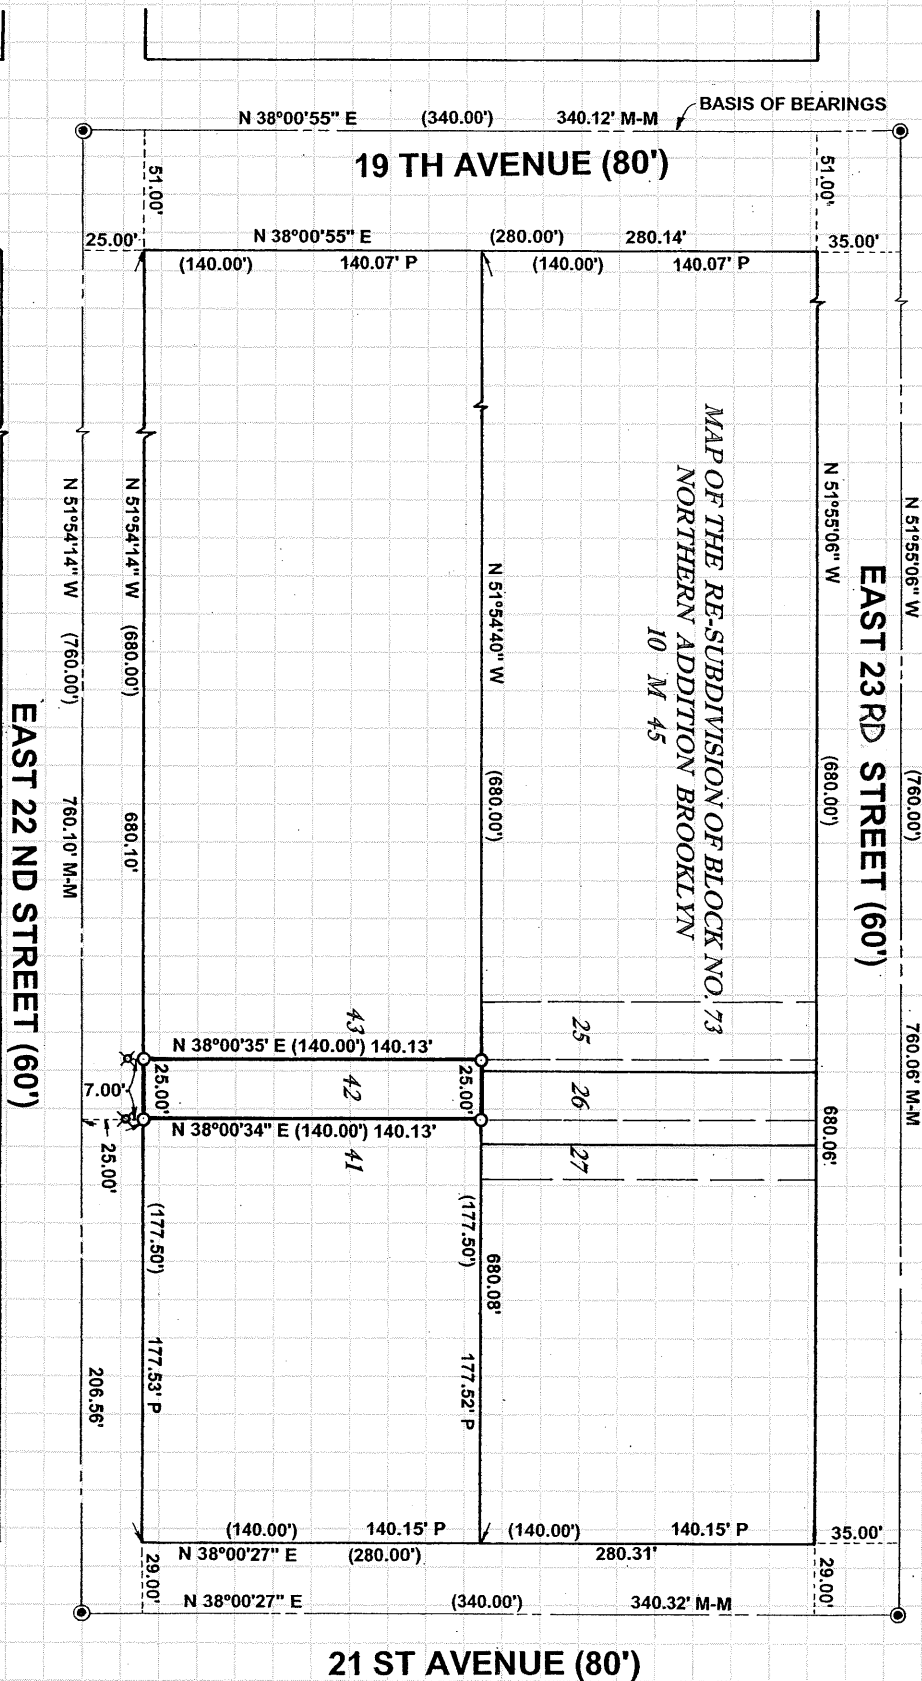 BASIS OF BEARINGS
N 38°00'55" E (340.00') 340.12' M-M
19 TH AVENUE (80')
51.00'
51.00'
25.00'
N 38°00'55" E (280.00') 280.14'
35.00'
(140.00') 140.07' P
(140.00') 140.07' P
N 51°54'14" W (760.00') 760.10' M-M
N 51°54'14" W (680.00') 680.10'
N 51°54'40" W (680.00') 680.08'
MAP OF THE RE-SUBDIVISION OF BLOCK NO. 73
NORTHERN ADDITION BROOKLYN
10 M 45
N 51°55'06" W (680.00') 680.06'
N 51°55'06" W (760.00') 760.06' M-M
EAST 23RD STREET (60')
EAST 22 ND STREET (60')
43
25
N 38°00'35' E (140.00') 140.13'
7.00'
25.00'
42
25.00'
26
N 38°00'34" E (140.00') 140.13'
25.00'
41
27
(177.50') 177.53' P
(177.50') 177.52' P
206.56'
(140.00') 140.15' P
(140.00') 140.15' P
35.00'
N 38°00'27" E (280.00') 280.31'
29.00'
29.00'
N 38°00'27" E (340.00') 340.32' M-M
21 ST AVENUE (80')